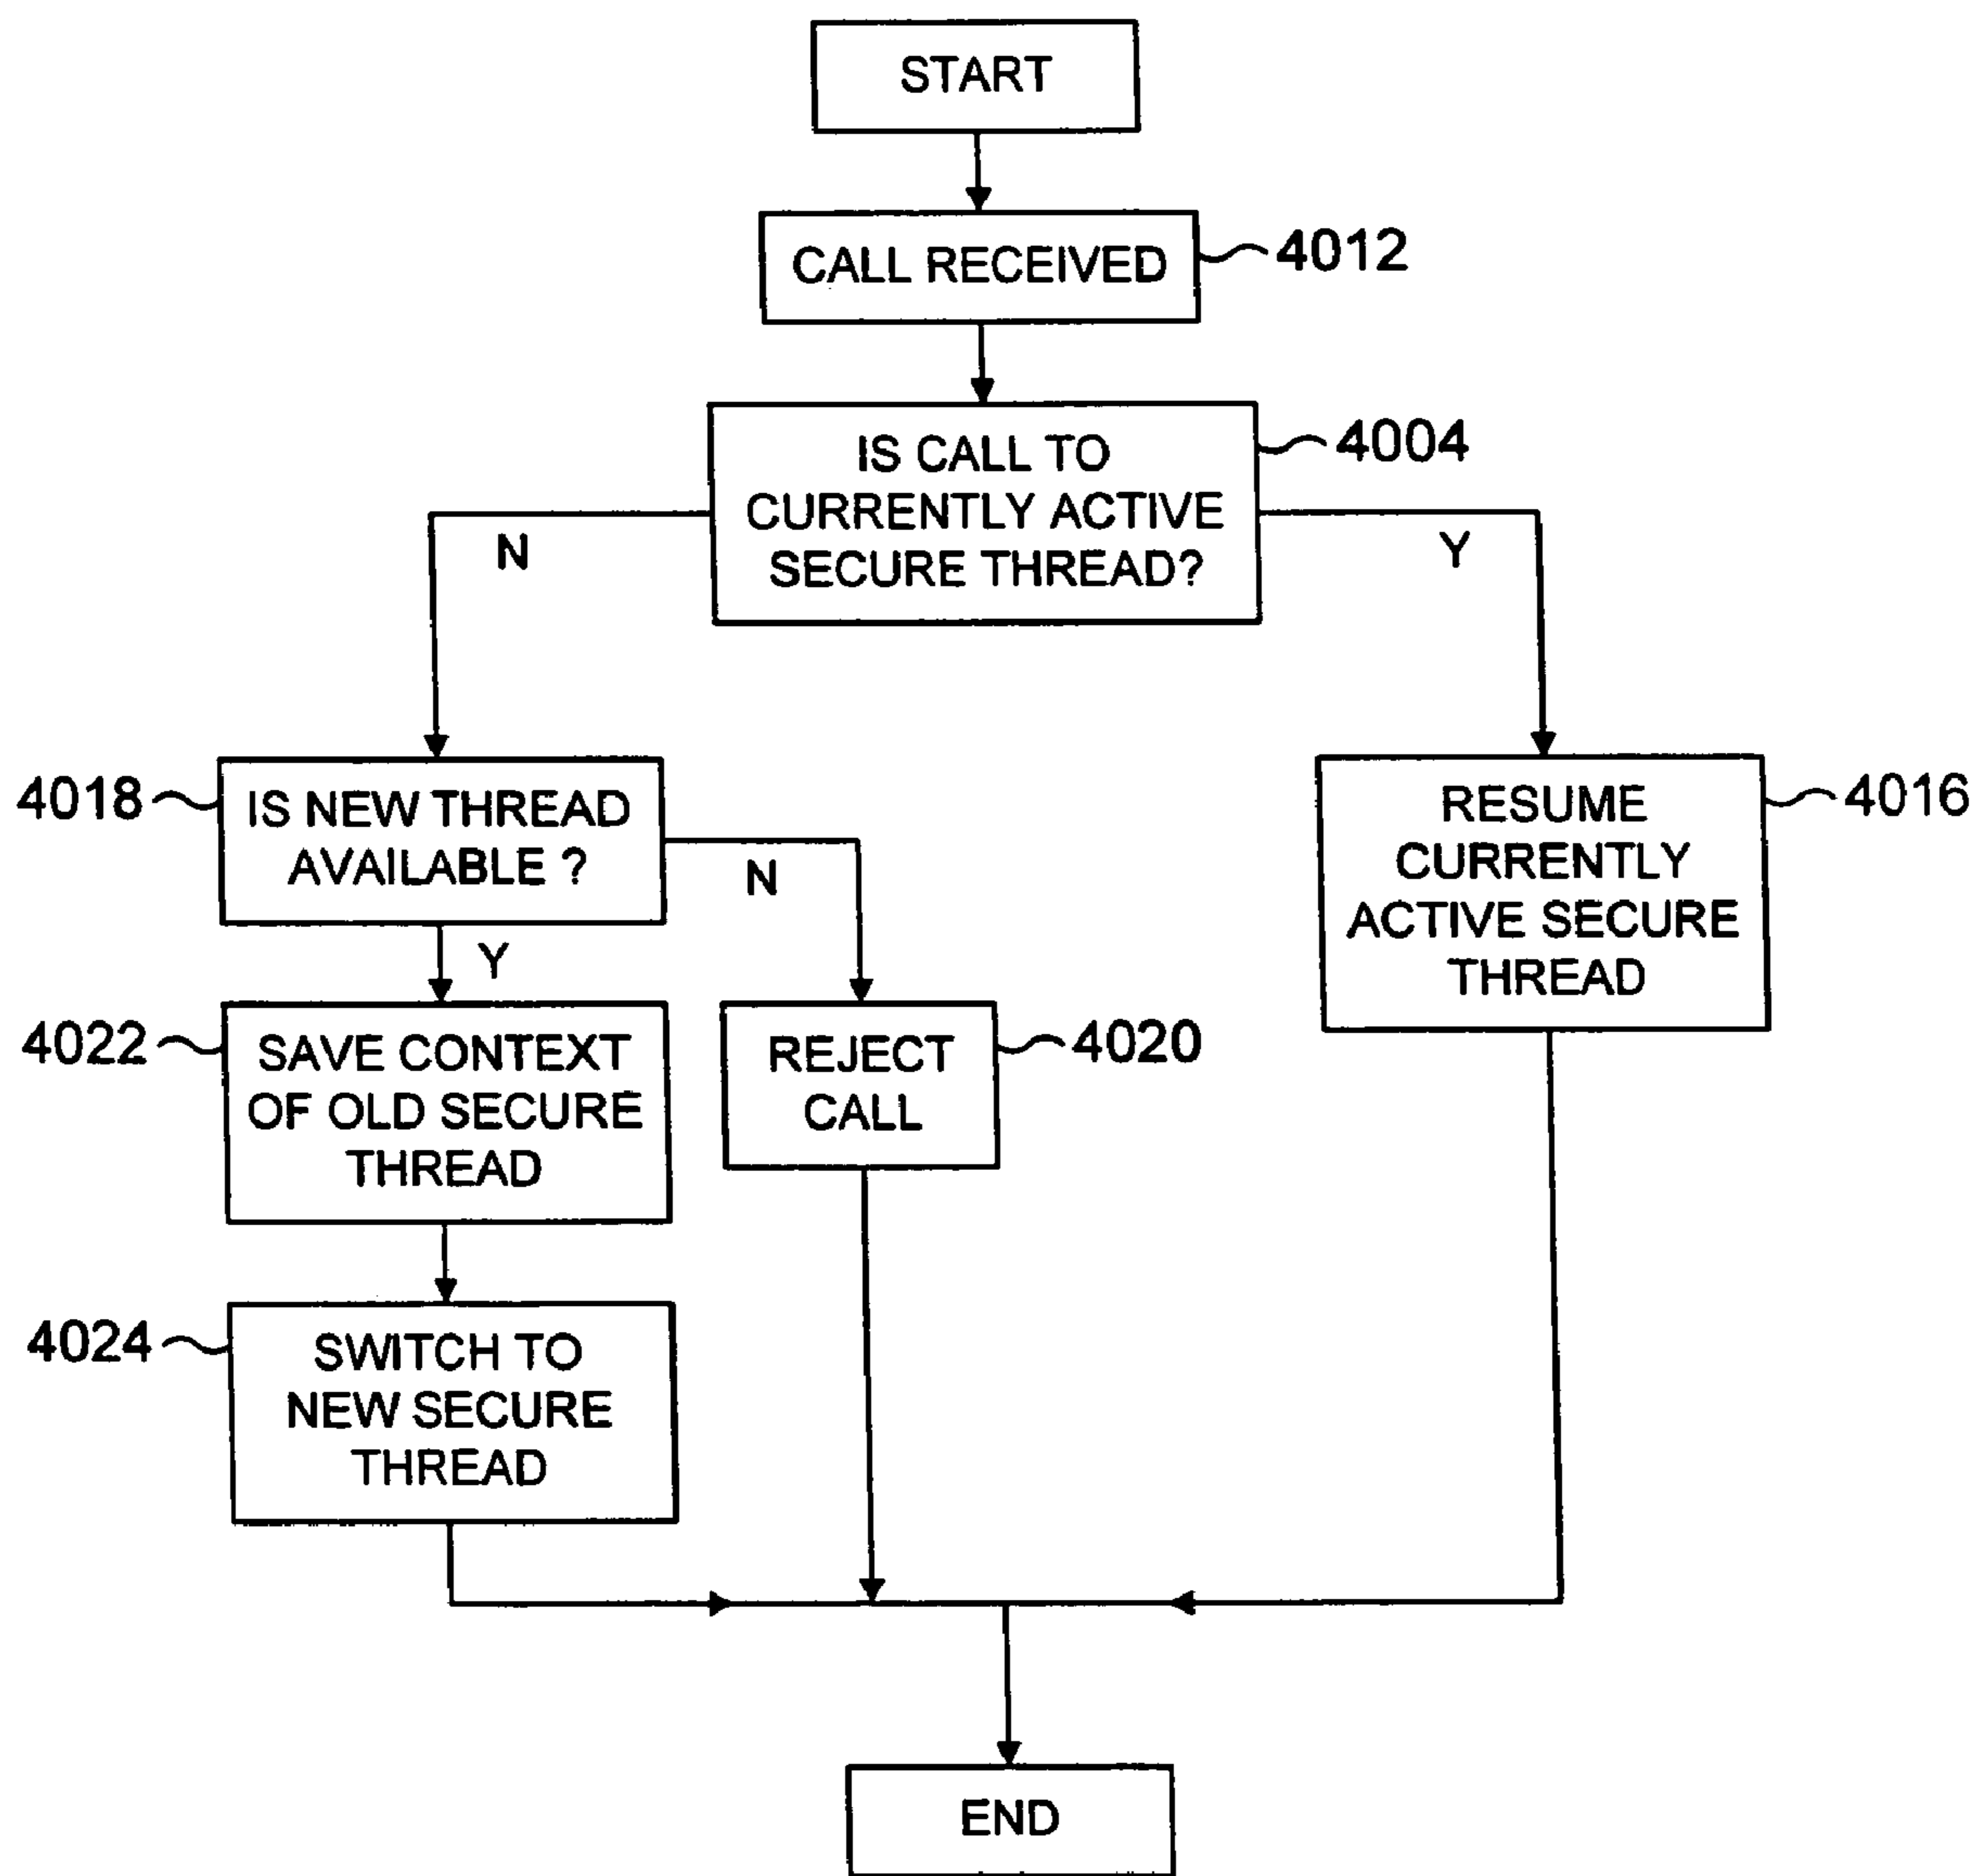 START
CALL RECEIVED
4012
IS CALL TO
CURRENTLY ACTIVE
SECURE THREAD?
4004
N
Y
4018
IS NEW THREAD
AVAILABLE ?
N
Y
RESUME
CURRENTLY
ACTIVE SECURE
THREAD
4016
4022
SAVE CONTEXT
OF OLD SECURE
THREAD
REJECT
CALL
4020
4024
SWITCH TO
NEW SECURE
THREAD
END